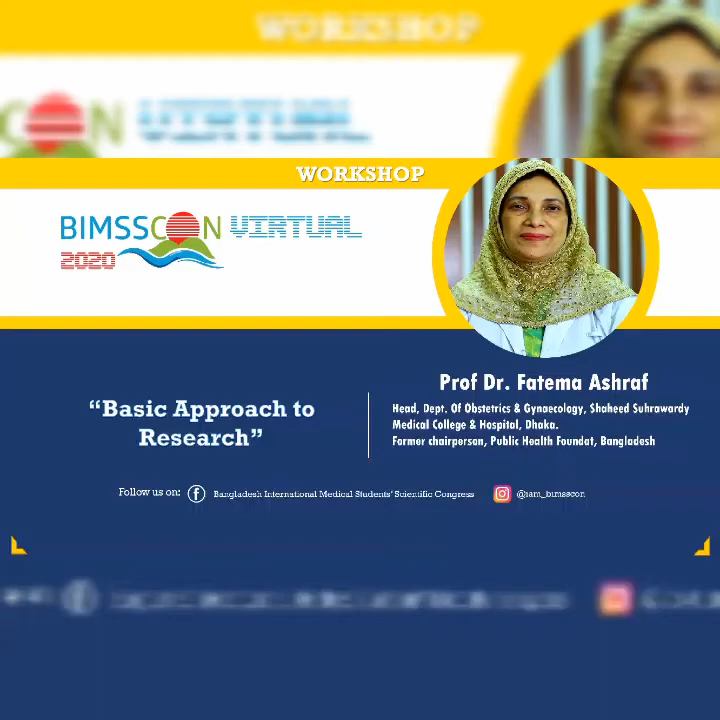 WORKSHOP
WORKSHOP
BIMSSCON VIRTUAL
2020
Prof Dr. Fatema Ashraf
Head, Dept. Of Obstetrics & Gynaecology, Shaheed Suhrawardy
Medical College & Hospital, Dhaka.
Former chairperson, Public Health Foundat, Bangladesh
“Basic Approach to
Research”
Follow us on: Bangladesh International Medical Students' Scientific Congress @iam_bimsscon